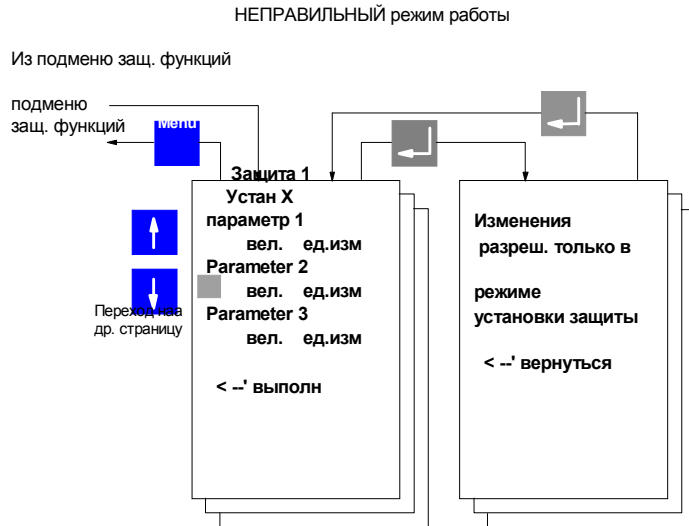 НЕПРАВИЛЬНЫЙ режим работы
Из подменю защ. функций
подменю
защ. функций
Menu
Защита 1
Устан X
параметр 1
вел. ед.изм
Parameter 2
вел. ед.изм
Parameter 3
вел. ед.изм
< --' выполн
Переход наа
др. страницу
Изменения
разреш. только в
режиме
установки защиты
< --' вернуться